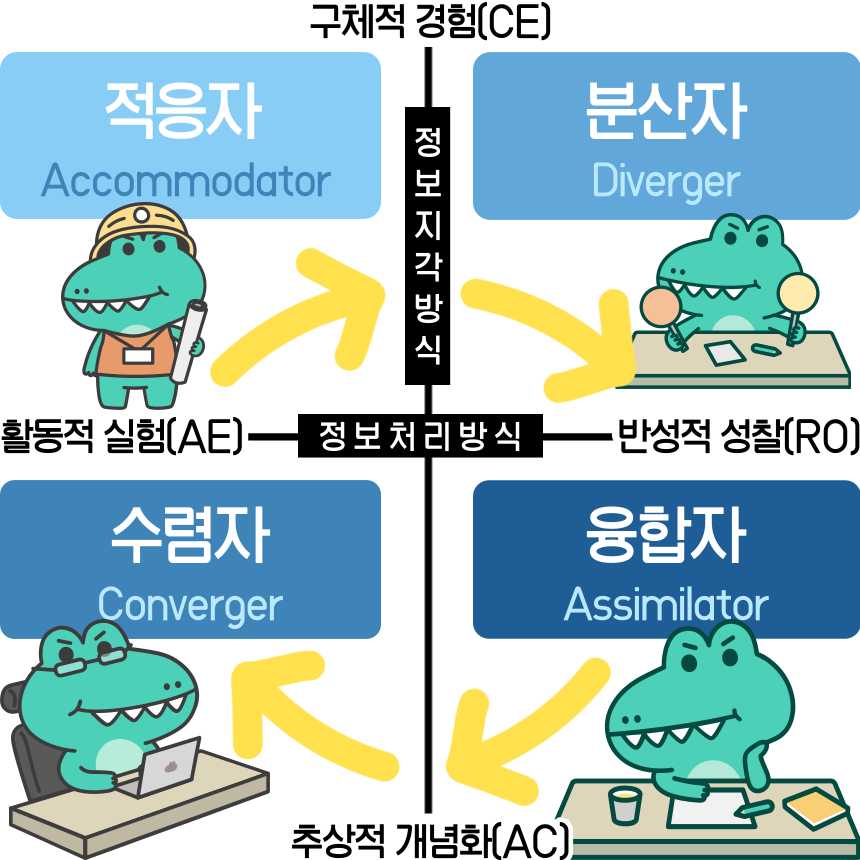 구체적 경험(CE)
적응자
Accommodator
분산자
Diverger
정보지각방식
활동적 실험(AE)
정보처리방식
반성적 성찰(RO)
수렴자
Converger
융합자
Assimilator
추상적 개념화(AC)